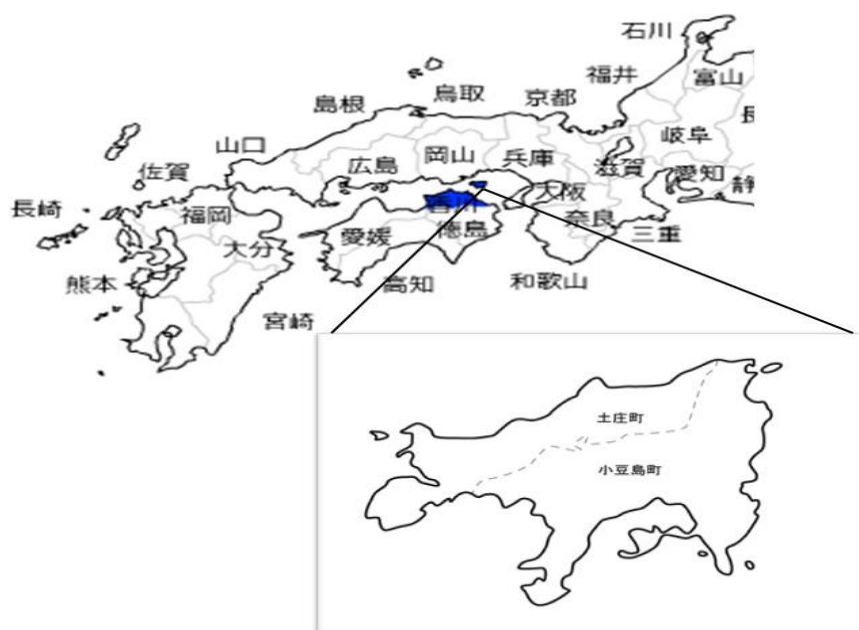 石川
福井
富山
鳥取
京都
島根
長
岐阜
山口
広島
岡山
兵庫
滋賀
愛知
静
佐賀
大阪
長崎
福岡
香川
奈良
三重
愛媛
徳島
大分
熊本
高知
和歌山
宮崎
土庄町
小豆島町